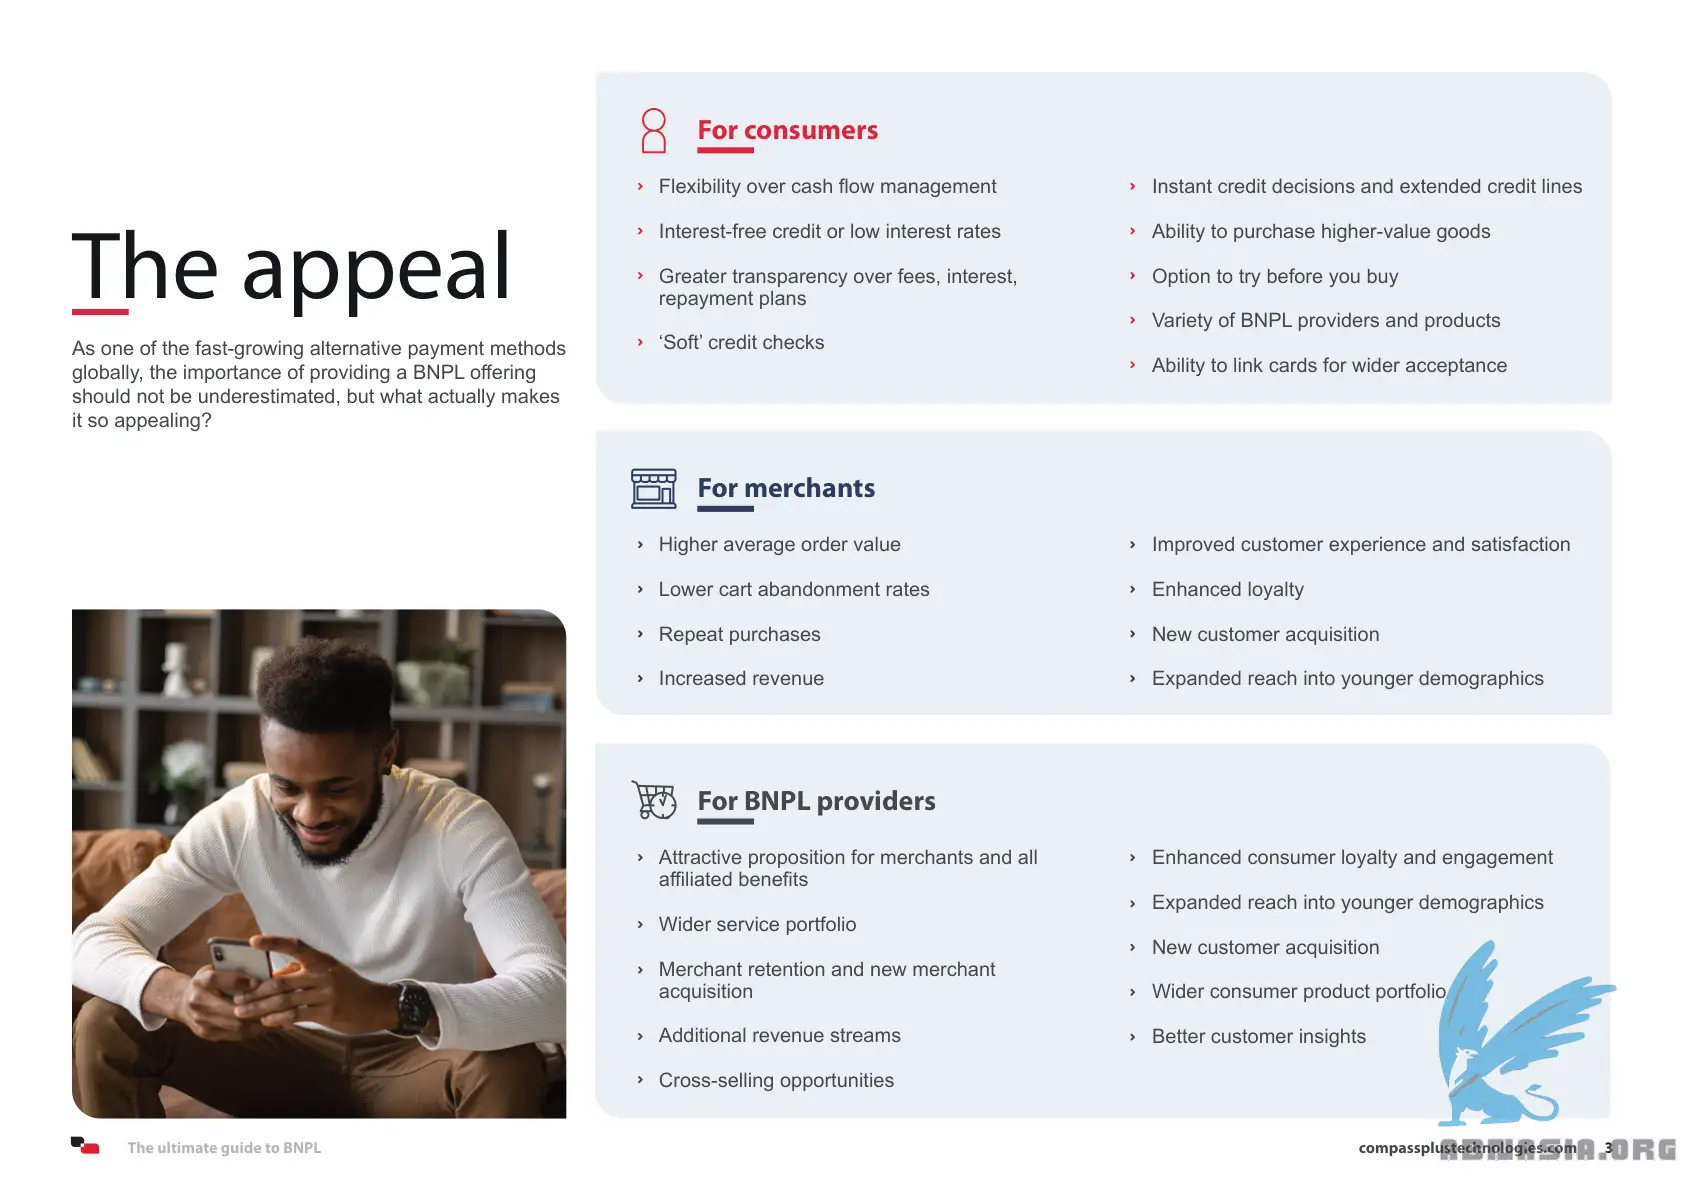 The appeal
As one of the fast-growing alternative payment methods
globally, the importance of providing a BNPL offering
should not be underestimated, but what actually makes
it so appealing?
For consumers
Flexibility over cash flow management
Interest-free credit or low interest rates
Greater transparency over fees, interest,
repayment plans
‘Soft’ credit checks
Instant credit decisions and extended credit lines
Ability to purchase higher-value goods
Option to try before you buy
Variety of BNPL providers and products
Ability to link cards for wider acceptance
For merchants
Higher average order value
Lower cart abandonment rates
Repeat purchases
Increased revenue
Improved customer experience and satisfaction
Enhanced loyalty
New customer acquisition
Expanded reach into younger demographics
For BNPL providers
Attractive proposition for merchants and all
affiliated benefits
Wider service portfolio
Merchant retention and new merchant
acquisition
Additional revenue streams
Cross-selling opportunities
Enhanced consumer loyalty and engagement
Expanded reach into younger demographics
New customer acquisition
Wider consumer product portfolio
Better customer insights
The ultimate guide to BNPL
compassplustechnologies.com
3
ABNASIA.ORG